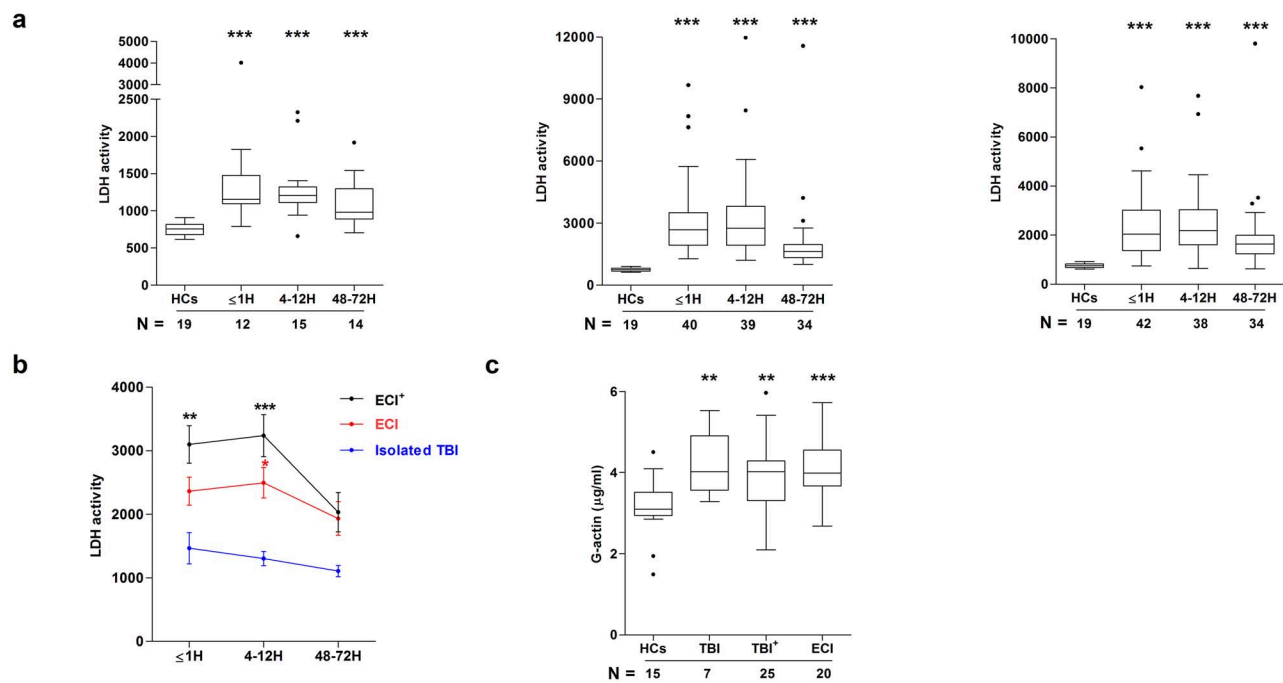 a
*** *** ***
5000
4000
3000
2500
2000
1500
1000
500
0
LDH activity
HCs ≤1H 4-12H 48-72H
N = 19 12 15 14
*** *** ***
12000
9000
6000
3000
0
LDH activity
HCs ≤1H 4-12H 48-72H
N = 19 40 39 34
*** *** ***
10000
8000
6000
4000
2000
0
LDH activity
HCs ≤1H 4-12H 48-72H
N = 19 42 38 34
b
4000
3000
2000
1000
0
LDH activity
** ***
*
ECI+
ECI
Isolated TBI
≤1H 4-12H 48-72H
c
** ** ***
6
4
2
0
G-actin (µg/ml)
HCs TBI TBI+ ECI
N = 15 7 25 20